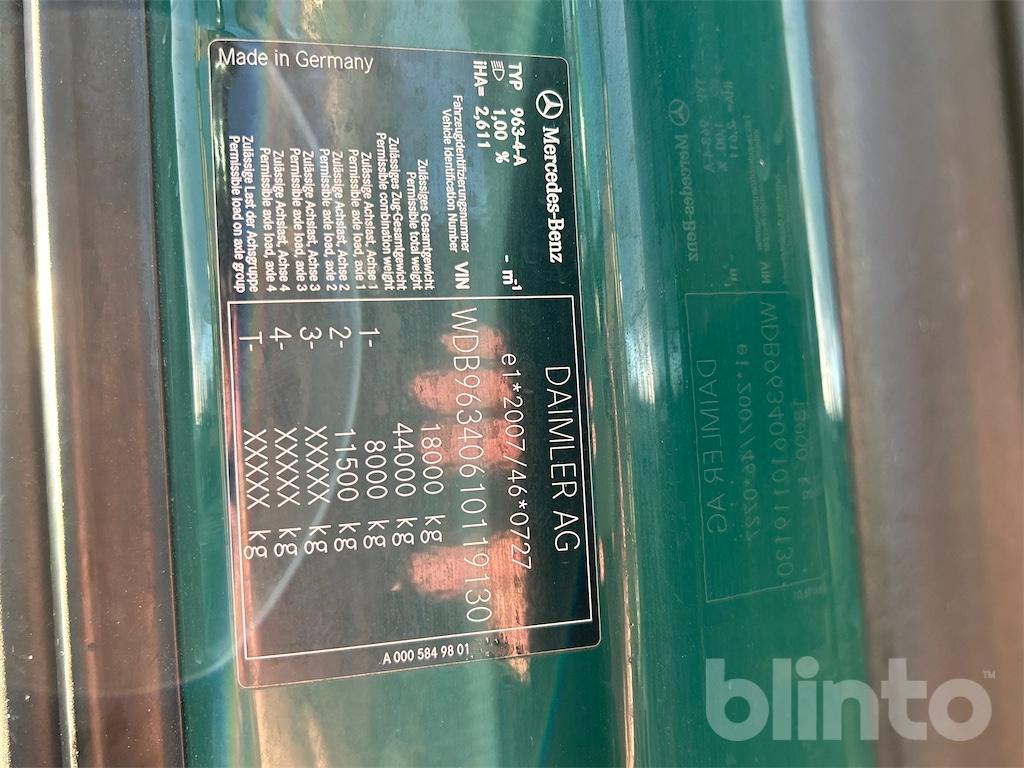 Mercedes-Benz
DAIMLER AG
TYP 963-4-A
1,00 % - m⁻¹ e1*2007/46*0727
iHA= 2,611
Fahrzeugidentifizierungsnummer
Vehicle Identification Number VIN WDB96340610119130
Zulässiges Gesamtgewicht
Permissible total weight 18000 kg
Zulässiges Zug-Gesamtgewicht
Permissible combination weight 44000 kg
Zulässige Achslast, Achse 1
Permissible axle load, axle 1 1- 8000 kg
Zulässige Achslast, Achse 2
Permissible axle load, axle 2 2- 11500 kg
Zulässige Achslast, Achse 3
Permissible axle load, axle 3 3- XXXXX kg
Zulässige Achslast, Achse 4
Permissible axle load, axle 4 4- XXXXX kg
Zulässige Last der Achsgruppe
Permissible load on axle group T- XXXXX kg
Made in Germany
A 000 584 98 01
blinto™